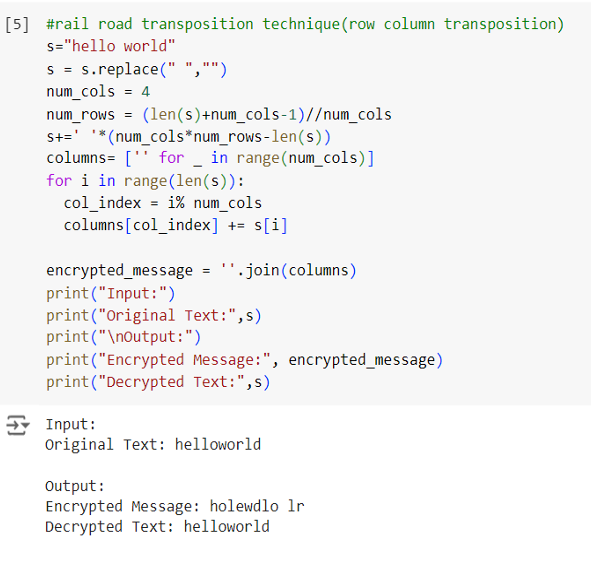 [5] #rail road transposition technique(row column transposition)
s="hello world"
s = s.replace(" ","")
num_cols = 4
num_rows = (len(s)+num_cols-1)//num_cols
s+=' '*(num_cols*num_rows-len(s))
columns= ['' for _ in range(num_cols)]
for i in range(len(s)):
  col_index = i% num_cols
  columns[col_index] += s[i]

encrypted_message = ''.join(columns)
print("Input:")
print("Original Text:",s)
print("\nOutput:")
print("Encrypted Message:", encrypted_message)
print("Decrypted Text:",s)
Input:
Original Text: helloworld

Output:
Encrypted Message: holewdlo lr
Decrypted Text: helloworld